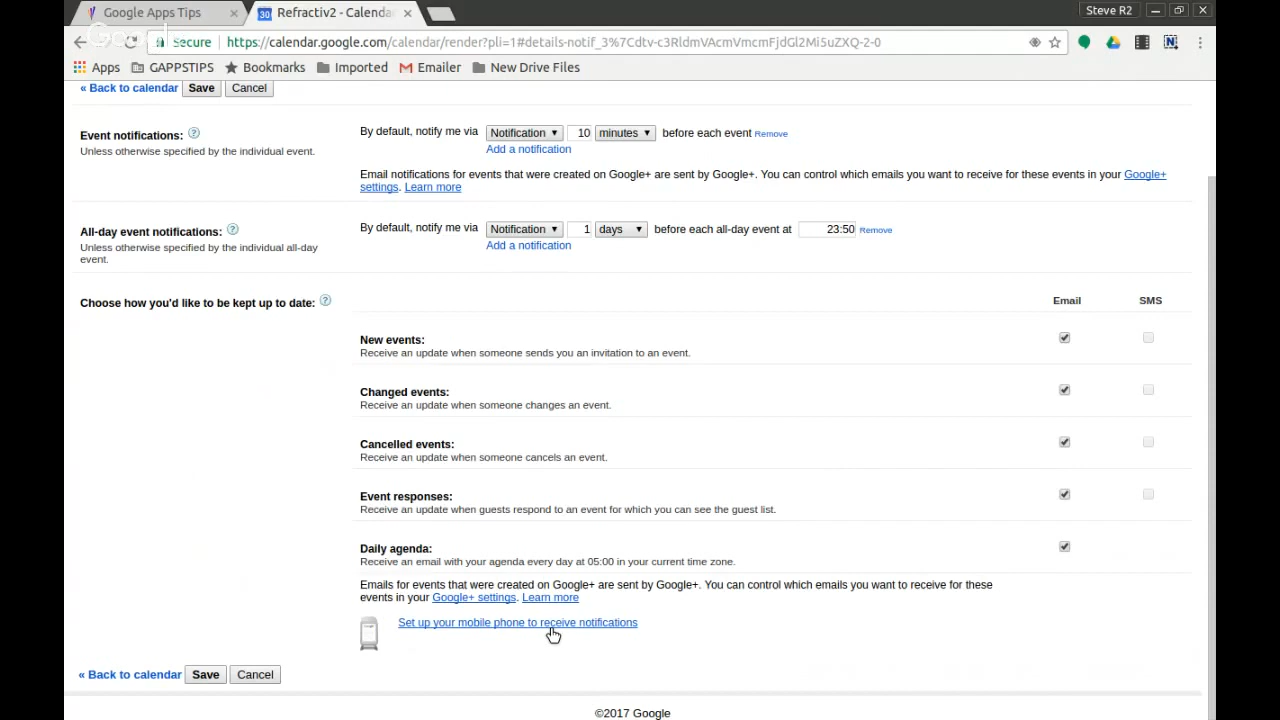 Google Apps Tips
Refractiv2 - Calenda
Steve R2
Secure https://calendar.google.com/calendar/render?pli=1#details-notif_3%7Cdtv-c3RldmVAcmVmcmFjdGl2Mi5uZXQ-2-0
Apps GAPPSTIPS Bookmarks Imported Emailer New Drive Files
« Back to calendar Save Cancel
Event notifications: ?
Unless otherwise specified by the individual event.
By default, notify me via Notification 10 minutes before each event Remove
Add a notification
Email notifications for events that were created on Google+ are sent by Google+. You can control which emails you want to receive for these events in your Google+
settings. Learn more
All-day event notifications: ?
Unless otherwise specified by the individual all-day
event.
By default, notify me via Notification 1 days before each all-day event at 23:50 Remove
Add a notification
Choose how you'd like to be kept up to date: ?
Email SMS
New events:
Receive an update when someone sends you an invitation to an event.
Changed events:
Receive an update when someone changes an event.
Cancelled events:
Receive an update when someone cancels an event.
Event responses:
Receive an update when guests respond to an event for which you can see the guest list.
Daily agenda:
Receive an email with your agenda every day at 05:00 in your current time zone.
Emails for events that were created on Google+ are sent by Google+. You can control which emails you want to receive for these
events in your Google+ settings. Learn more
Set up your mobile phone to receive notifications
« Back to calendar Save Cancel
©2017 Google